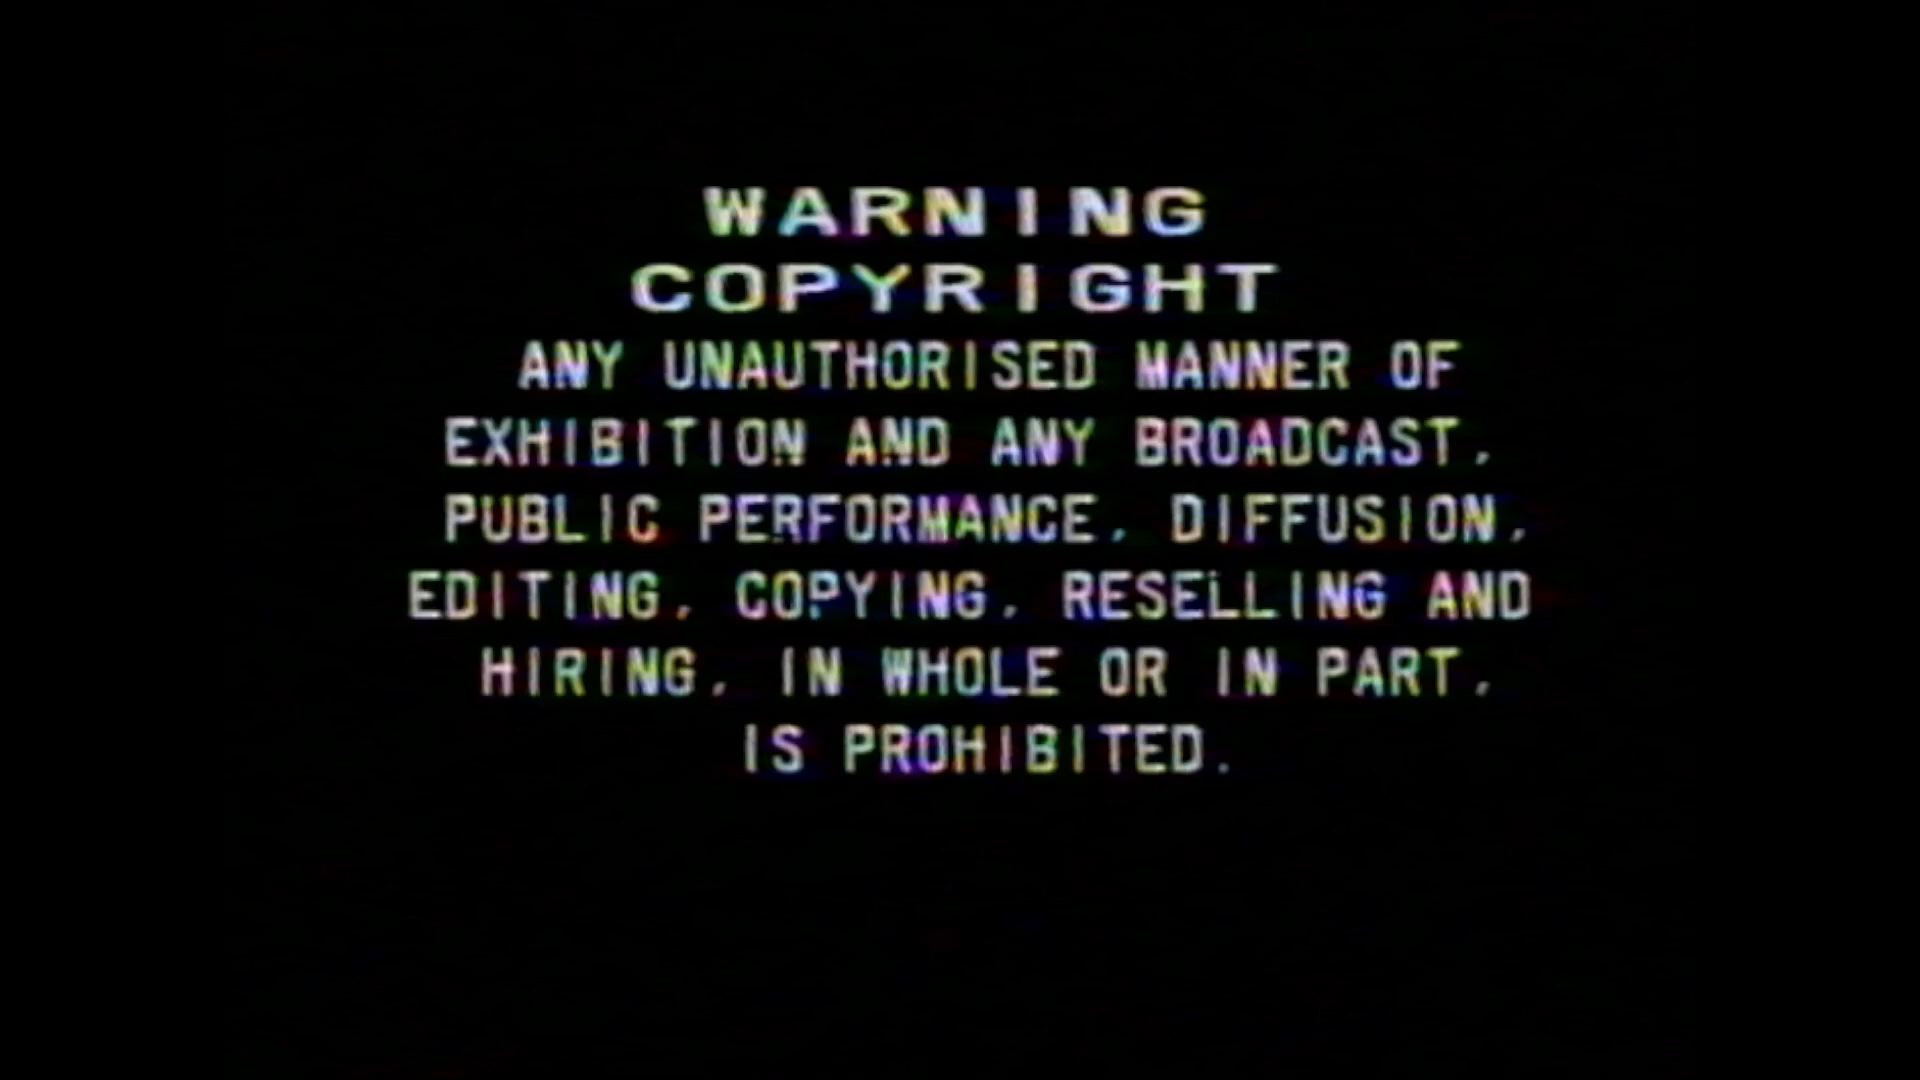 WARNING
COPYRIGHT
ANY UNAUTHORISED MANNER OF
EXHIBITION AND ANY BROADCAST,
PUBLIC PERFORMANCE, DIFFUSION,
EDITING, COPYING, RESELLING AND
HIRING, IN WHOLE OR IN PART,
IS PROHIBITED.